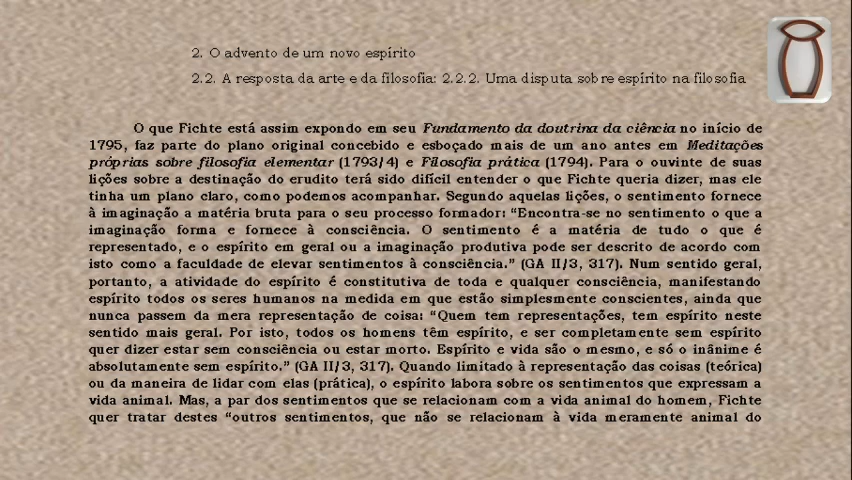 2. O advento de um novo espírito
2.2. A resposta da arte e da filosofia: 2.2.2. Uma disputa sobre espírito na filosofia
O que Fichte está assim expondo em seu Fundamento da doutrina da ciência no início de
1795, faz parte do plano original concebido e esboçado mais de um ano antes em Meditações
próprias sobre filosofia elementar (1793/4) e Filosofia prática (1794). Para o ouvinte de suas
lições sobre a destinação do erudito terá sido difícil entender o que Fichte queria dizer, mas ele
tinha um plano claro, como podemos acompanhar. Segundo aquelas lições, o sentimento fornece
à imaginação a matéria bruta para o seu processo formador: “Encontra-se no sentimento o que a
imaginação forma e fornece à consciência. O sentimento é a matéria de tudo o que é
representado, e o espírito em geral ou a imaginação produtiva pode ser descrito de acordo com
isto como a faculdade de elevar sentimentos à consciência.” (GA II/3, 317). Num sentido geral,
portanto, a atividade do espírito é constitutiva de toda e qualquer consciência, manifestando
espírito todos os seres humanos na medida em que estão simplesmente conscientes, ainda que
nunca passem da mera representação de coisa: “Quem tem representações, tem espírito neste
sentido mais geral. Por isto, todos os homens têm espírito, e ser completamente sem espírito
quer dizer estar sem consciência ou estar morto. Espírito e vida são o mesmo, e só o inânime é
absolutamente sem espírito.” (GA II/3, 317). Quando limitado à representação das coisas (teórica)
ou da maneira de lidar com elas (prática), o espírito labora sobre os sentimentos que expressam a
vida animal. Mas, a par dos sentimentos que se relacionam com a vida animal do homem, Fichte
quer tratar destes “outros sentimentos, que não se relacionam à vida meramente animal do